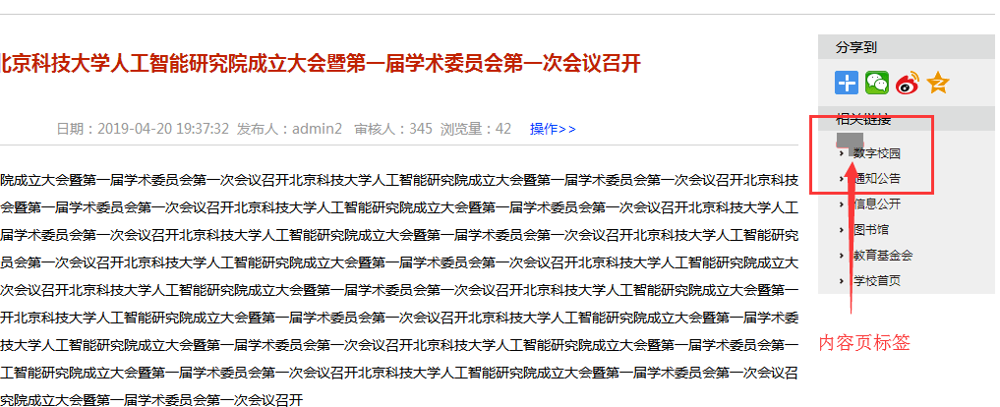 北京科技大学人工智能研究院成立大会暨第一届学术委员会第一次会议召开
日期：2019-04-20 19:37:32 发布人：admin2 审核人：345 浏览量：42 操作>>
院成立大会暨第一届学术委员会第一次会议召开北京科技大学人工智能研究院成立大会暨第一届学术委员会第一次会议召开北京科技
会暨第一届学术委员会第一次会议召开北京科技大学人工智能研究院成立大会暨第一届学术委员会第一次会议召开北京科技大学人工
届学术委员会第一次会议召开北京科技大学人工智能研究院成立大会暨第一届学术委员会第一次会议召开北京科技大学人工智能研究
员会第一次会议召开北京科技大学人工智能研究院成立大会暨第一届学术委员会第一次会议召开北京科技大学人工智能研究院成立大
次会议召开北京科技大学人工智能研究院成立大会暨第一届学术委员会第一次会议召开北京科技大学人工智能研究院成立大会暨第一
开北京科技大学人工智能研究院成立大会暨第一届学术委员会第一次会议召开北京科技大学人工智能研究院成立大会暨第一届学术委
技大学人工智能研究院成立大会暨第一届学术委员会第一次会议召开北京科技大学人工智能研究院成立大会暨第一届学术委员会第一
工智能研究院成立大会暨第一届学术委员会第一次会议召开北京科技大学人工智能研究院成立大会暨第一届学术委员会第一次会议召
究院成立大会暨第一届学术委员会第一次会议召开
分享到
相关链接
数字校园
通知公告
信息公开
图书馆
教育基金会
学校首页
内容页标签